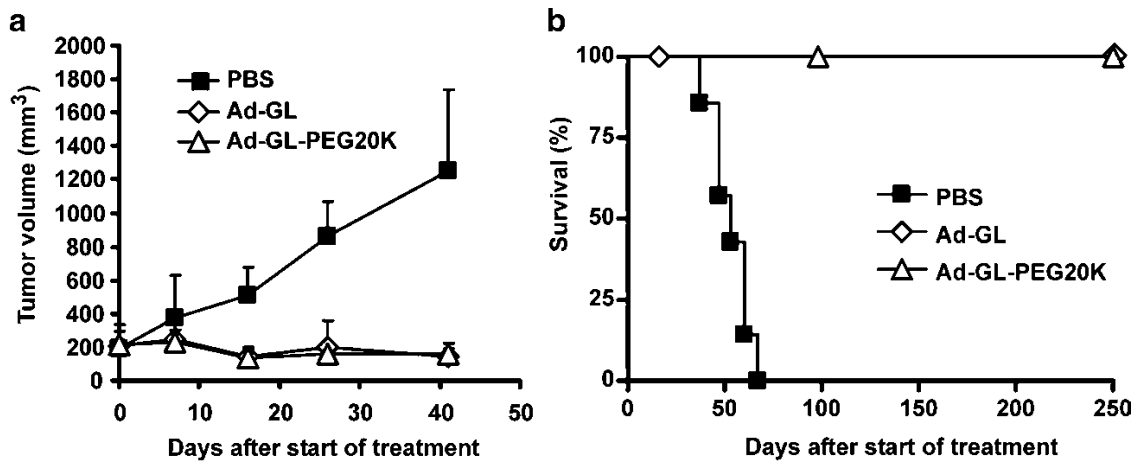 a
2000
1800
1600
1400
1200
1000
800
600
400
200
0
Tumor volume (mm³)
PBS
Ad-GL
Ad-GL-PEG20K
0 10 20 30 40 50
Days after start of treatment
b
100
75
50
25
0
Survival (%)
PBS
Ad-GL
Ad-GL-PEG20K
0 50 100 150 200 250
Days after start of treatment